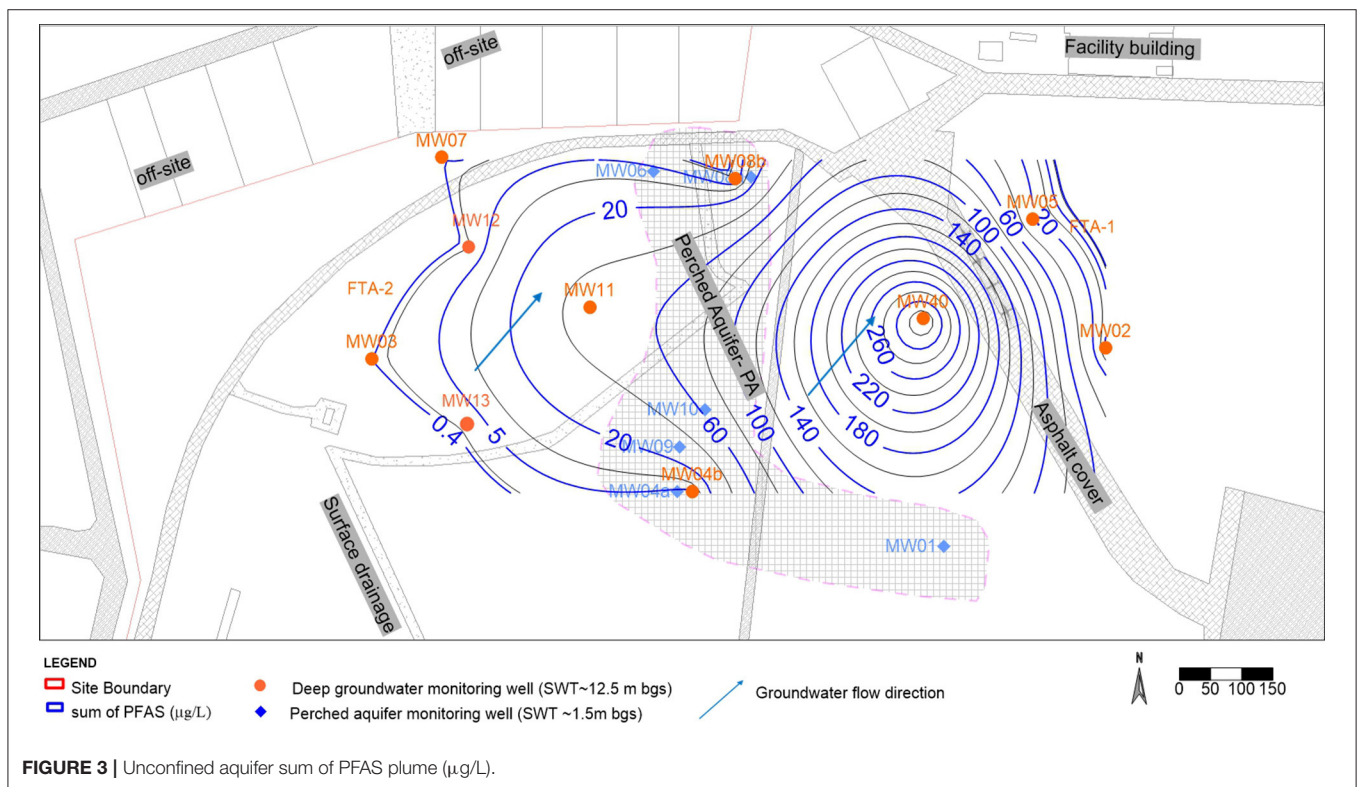 off-site
Facility building
off-site
MW07
MW06
MW08b
MW12
20
MW05
100
60
20
140
FTA-1
FTA-2
MW11
Perched Aquifer- PA
MW40
MW03
260
MW02
220
MW13
MW10
60
100
140
180
0.4
5
20
MW09
MW04b
MW04a
Asphalt cover
MW01
Surface drainage
LEGEND
Site Boundary
sum of PFAS (µg/L)
Deep groundwater monitoring well (SWT~12.5 m bgs)
Perched aquifer monitoring well (SWT ~1.5m bgs)
Groundwater flow direction
N
0 50 100 150
FIGURE 3 | Unconfined aquifer sum of PFAS plume (µg/L).